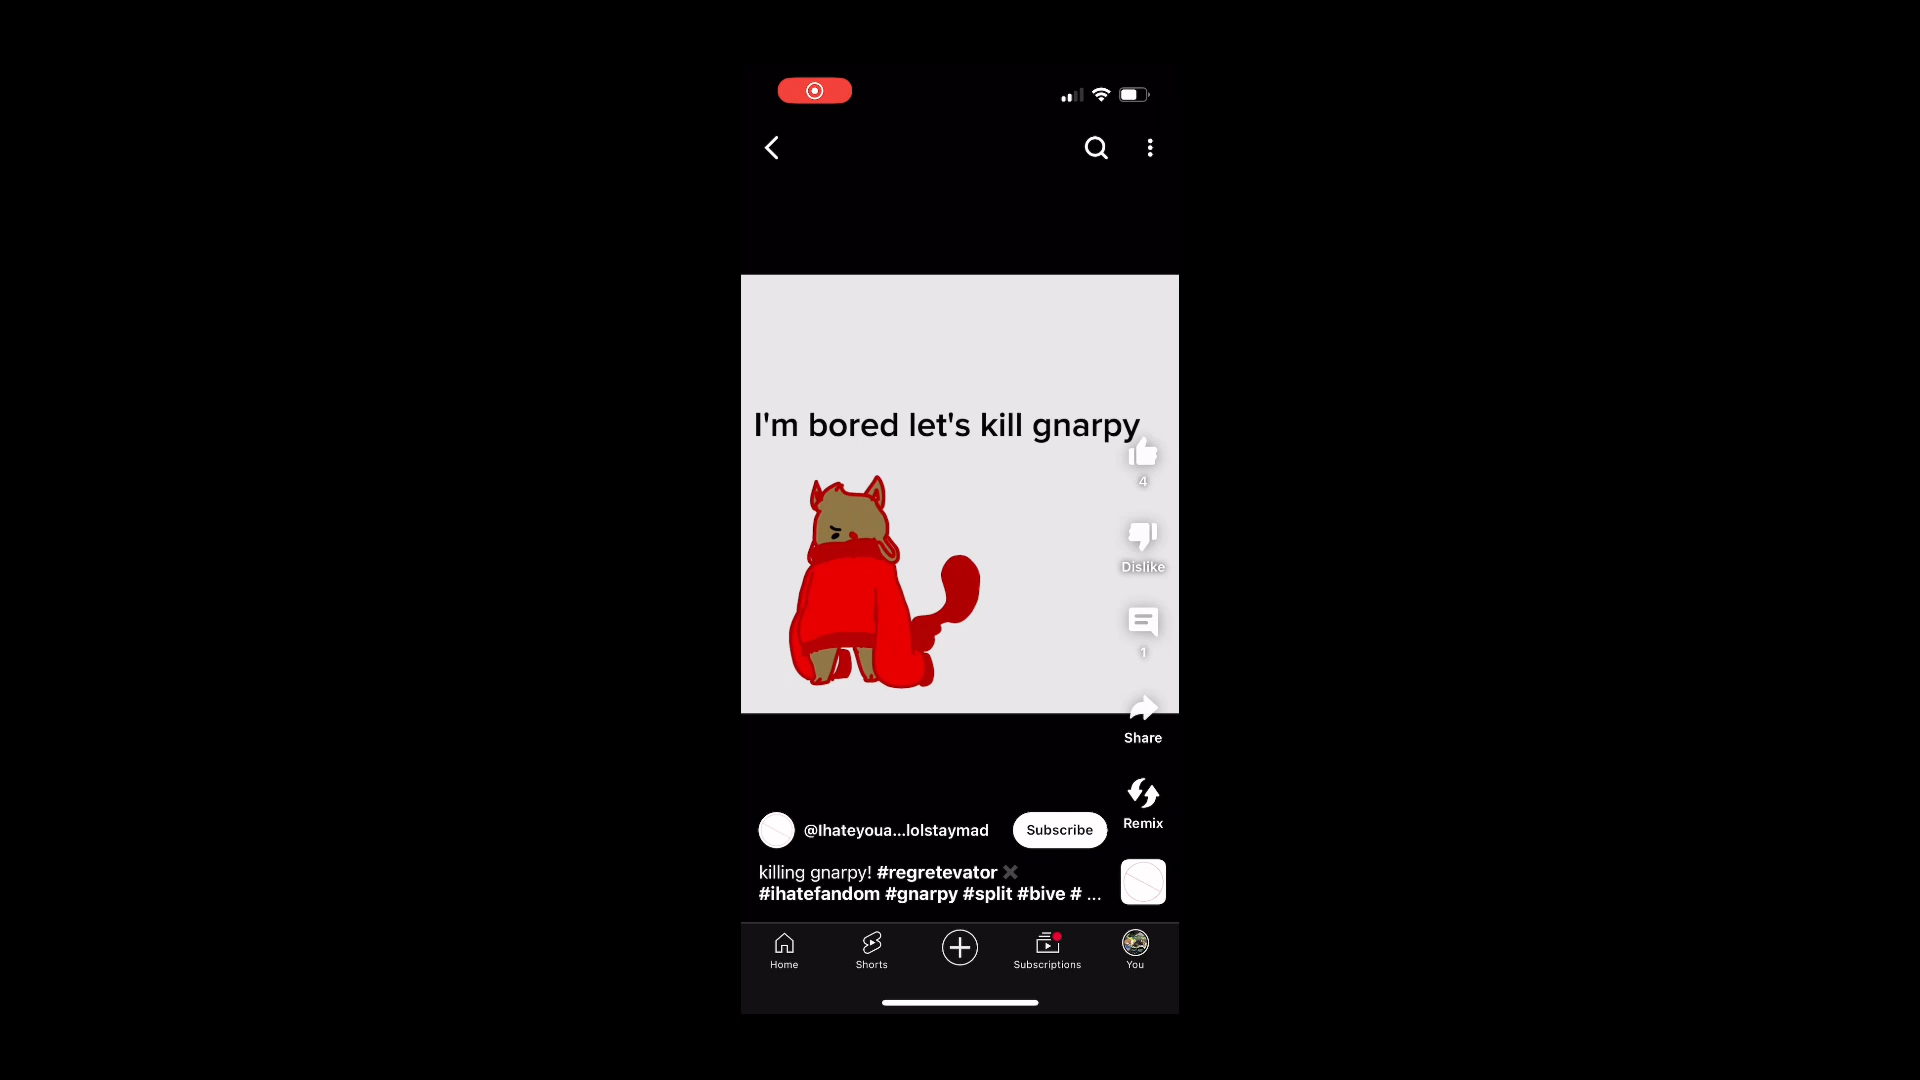 I'm bored let's kill gnarpy
4
Dislike
1
Share
Remix
@Ihateyoua...lolstaymad
Subscribe
killing gnarpy! #regretevator ✖
#ihatefandom #gnarpy #split #bive # ...
Home
Shorts
Subscriptions
You